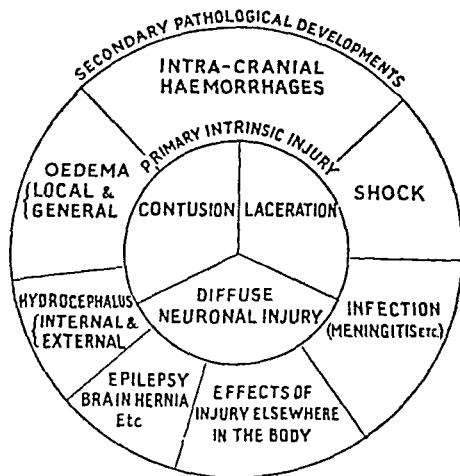 SECONDARY PATHOLOGICAL DEVELOPMENTS
INTRA-CRANIAL
HAEMORRHAGES
PRIMARY INTRINSIC INJURY
OEDEMA
{LOCAL &
GENERAL
CONTUSION
LACERATION
SHOCK
DIFFUSE
NEURONAL INJURY
HYDROCEPHALUS
{INTERNAL &
EXTERNAL
INFECTION
(MENINGITIS ETC.)
EPILEPSY
BRAIN HERNIA
Etc
EFFECTS OF
INJURY ELSEWHERE
IN THE BODY